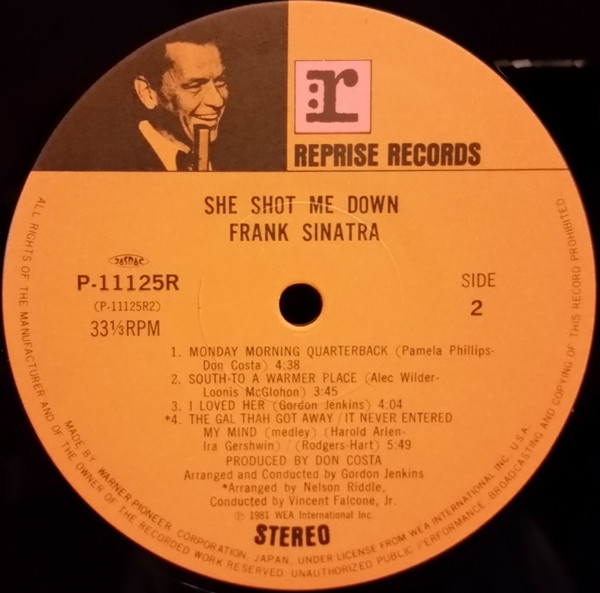 :r
REPRISE RECORDS
SHE SHOT ME DOWN
FRANK SINATRA
JASRAC
P-11125R
(P-11125R2)
33⅓RPM
SIDE
2
1. MONDAY MORNING QUARTERBACK (Pamela Phillips-
Don Costa) 4:38
2. SOUTH-TO A WARMER PLACE (Alec Wilder-
Loonis McGlohon) 3:45
3. I LOVED HER (Gordon Jenkins) 4:04
*4. THE GAL THAH GOT AWAY / IT NEVER ENTERED
MY MIND (medley) (Harold Arlen-
Ira Gershwin) / (Rodgers-Hart) 5:49
PRODUCED BY DON COSTA
Arranged and Conducted by Gordon Jenkins
*Arranged by Nelson Riddle,
Conducted by Vincent Falcone, Jr.
℗ 1981 WEA International Inc.
STEREO
ALL RIGHTS OF THE MANUFACTURER AND OF THE OWNER OF THE RECORDED WORK RESERVED. UNAUTHORIZED PUBLIC PERFORMANCE, BROADCASTING AND COPYING OF THIS RECORD PROHIBITED
MADE BY WARNER-PIONEER CORPORATION, JAPAN, UNDER LICENSE FROM WEA INTERNATIONAL INC. U.S.A.